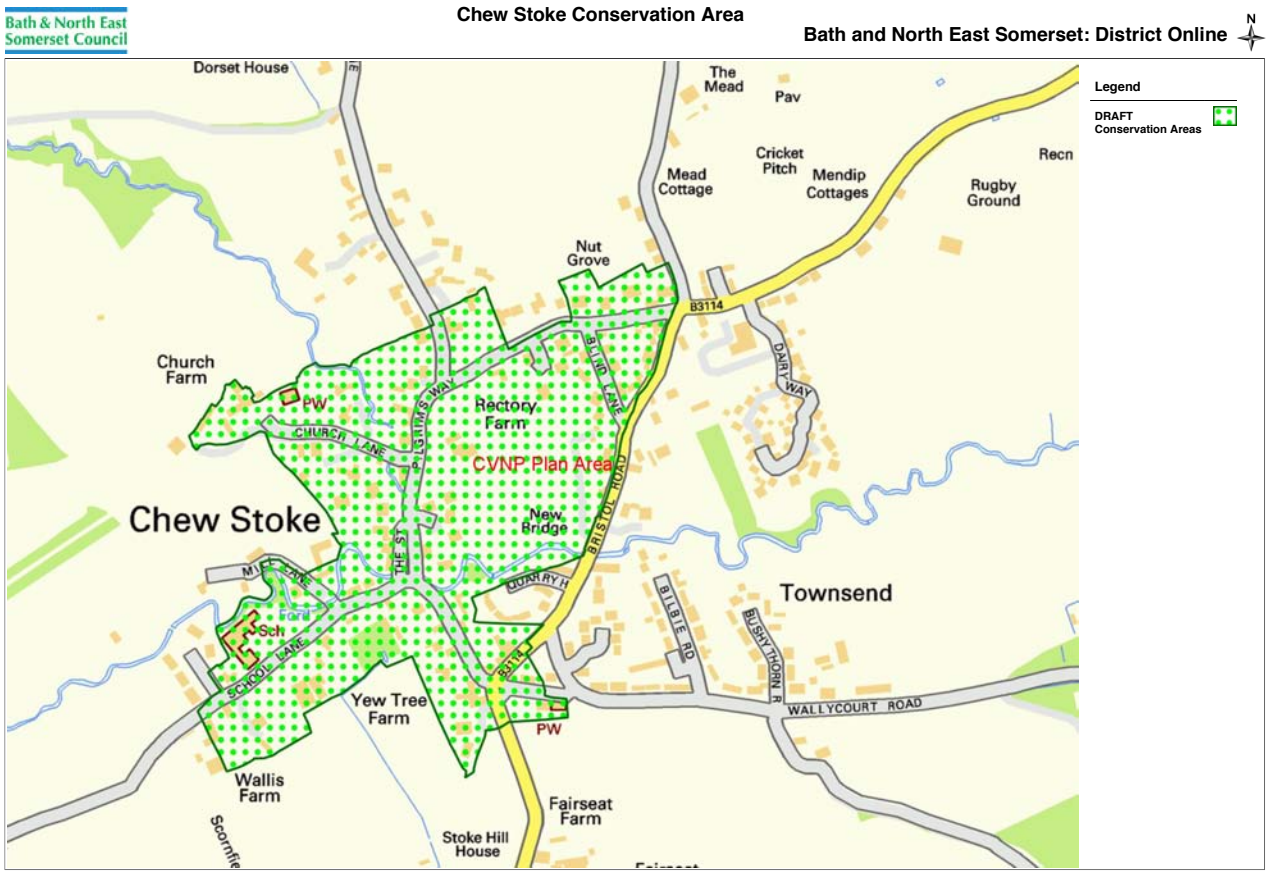 Bath & North East
Somerset Council
Chew Stoke Conservation Area
Bath and North East Somerset: District Online
N
Legend
DRAFT
Conservation Areas
Dorset House
The
Mead
Pav
Cricket
Pitch
Mendip
Cottages
Mead
Cottage
Recn
Rugby
Ground
Nut
Grove
B3114
Church
Farm
PW
CHURCH LANE
PILGRIMS WAY
Rectory
Farm
BLIND LANE
DAIRY WAY
CVNP Plan Area
Chew Stoke
New
Bridge
BRISTOL ROAD
THE ST
MILL LANE
QUARRY H
Ford
Sch
SCHOOL LANE
BILBIE RD
Townsend
BUSHYTHORN R
B3114
Yew Tree
Farm
WALLYCOURT ROAD
PW
Wallis
Farm
Fairseat
Farm
Stoke Hill
House
Scornfie